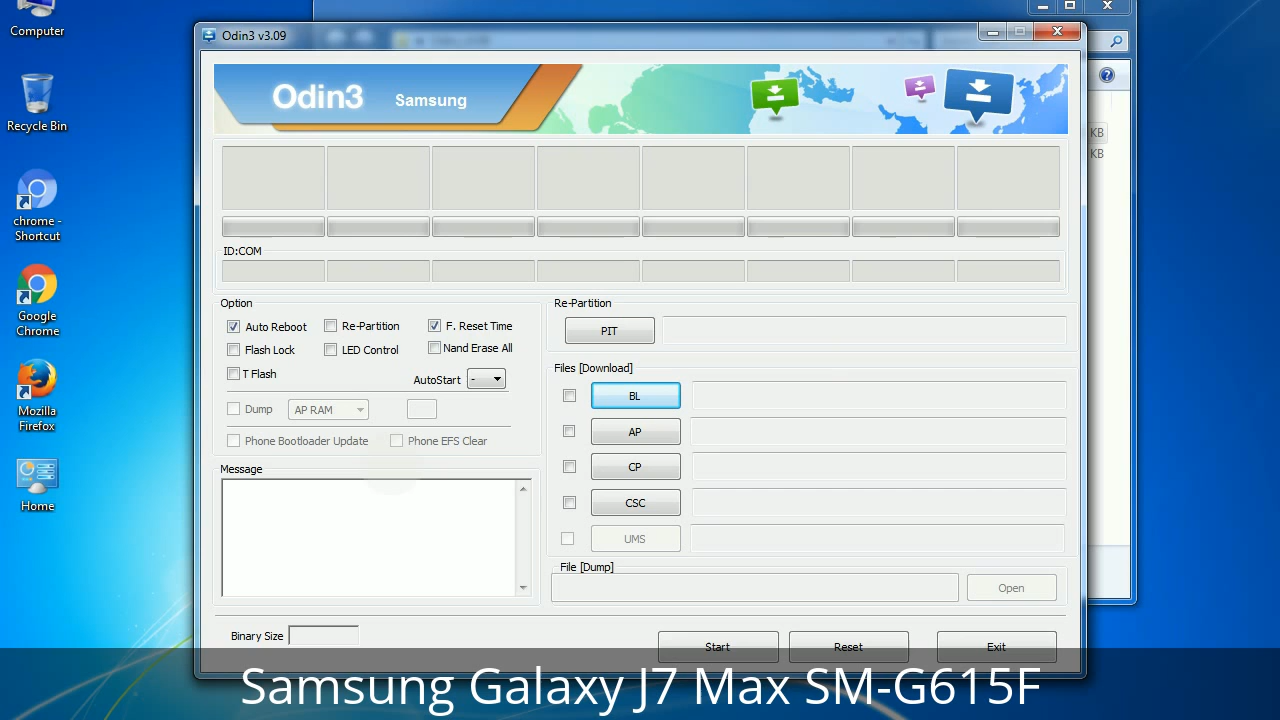 Computer
Recycle Bin
chrome -
Shortcut
Google
Chrome
Mozilla
Firefox
Home
Odin3 v3.09
Odin3 Samsung
ID:COM
Option
Auto Reboot
Re-Partition
F. Reset Time
Flash Lock
LED Control
Nand Erase All
T Flash
AutoStart -
Dump AP RAM
Phone Bootloader Update
Phone EFS Clear
Message
Binary Size
Re-Partition
PIT
Files [Download]
BL
AP
CP
CSC
UMS
File [Dump]
Open
Start
Reset
Exit
KB
KB
Samsung Galaxy J7 Max SM-G615F